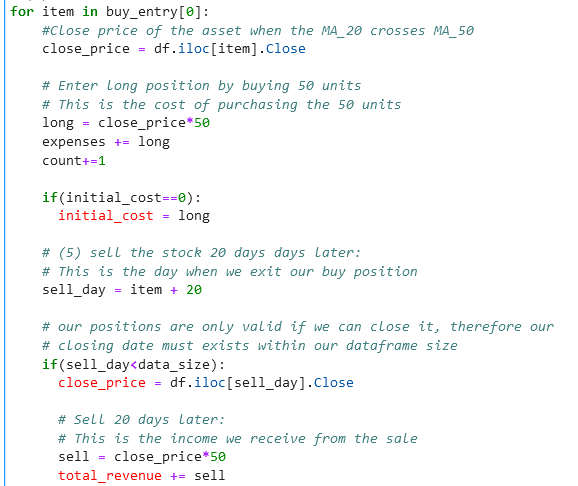 for item in buy_entry[0]:
#Close price of the asset when the MA_20 crosses MA_50
close_price = df.iloc[item].Close
# Enter long position by buying 50 units
# This is the cost of purchasing the 50 units
long = close_price*50
expenses += long
count+=1
if(initial_cost==0):
initial_cost = long
# (5) sell the stock 20 days days later:
# This is the day when we exit our buy position
sell_day = item + 20
# our positions are only valid if we can close it, therefore our
# closing date must exists within our dataframe size
if(sell_day<data_size):
close_price = df.iloc[sell_day].Close
# Sell 20 days later:
# This is the income we receive from the sale
sell = close_price*50
total_revenue += sell